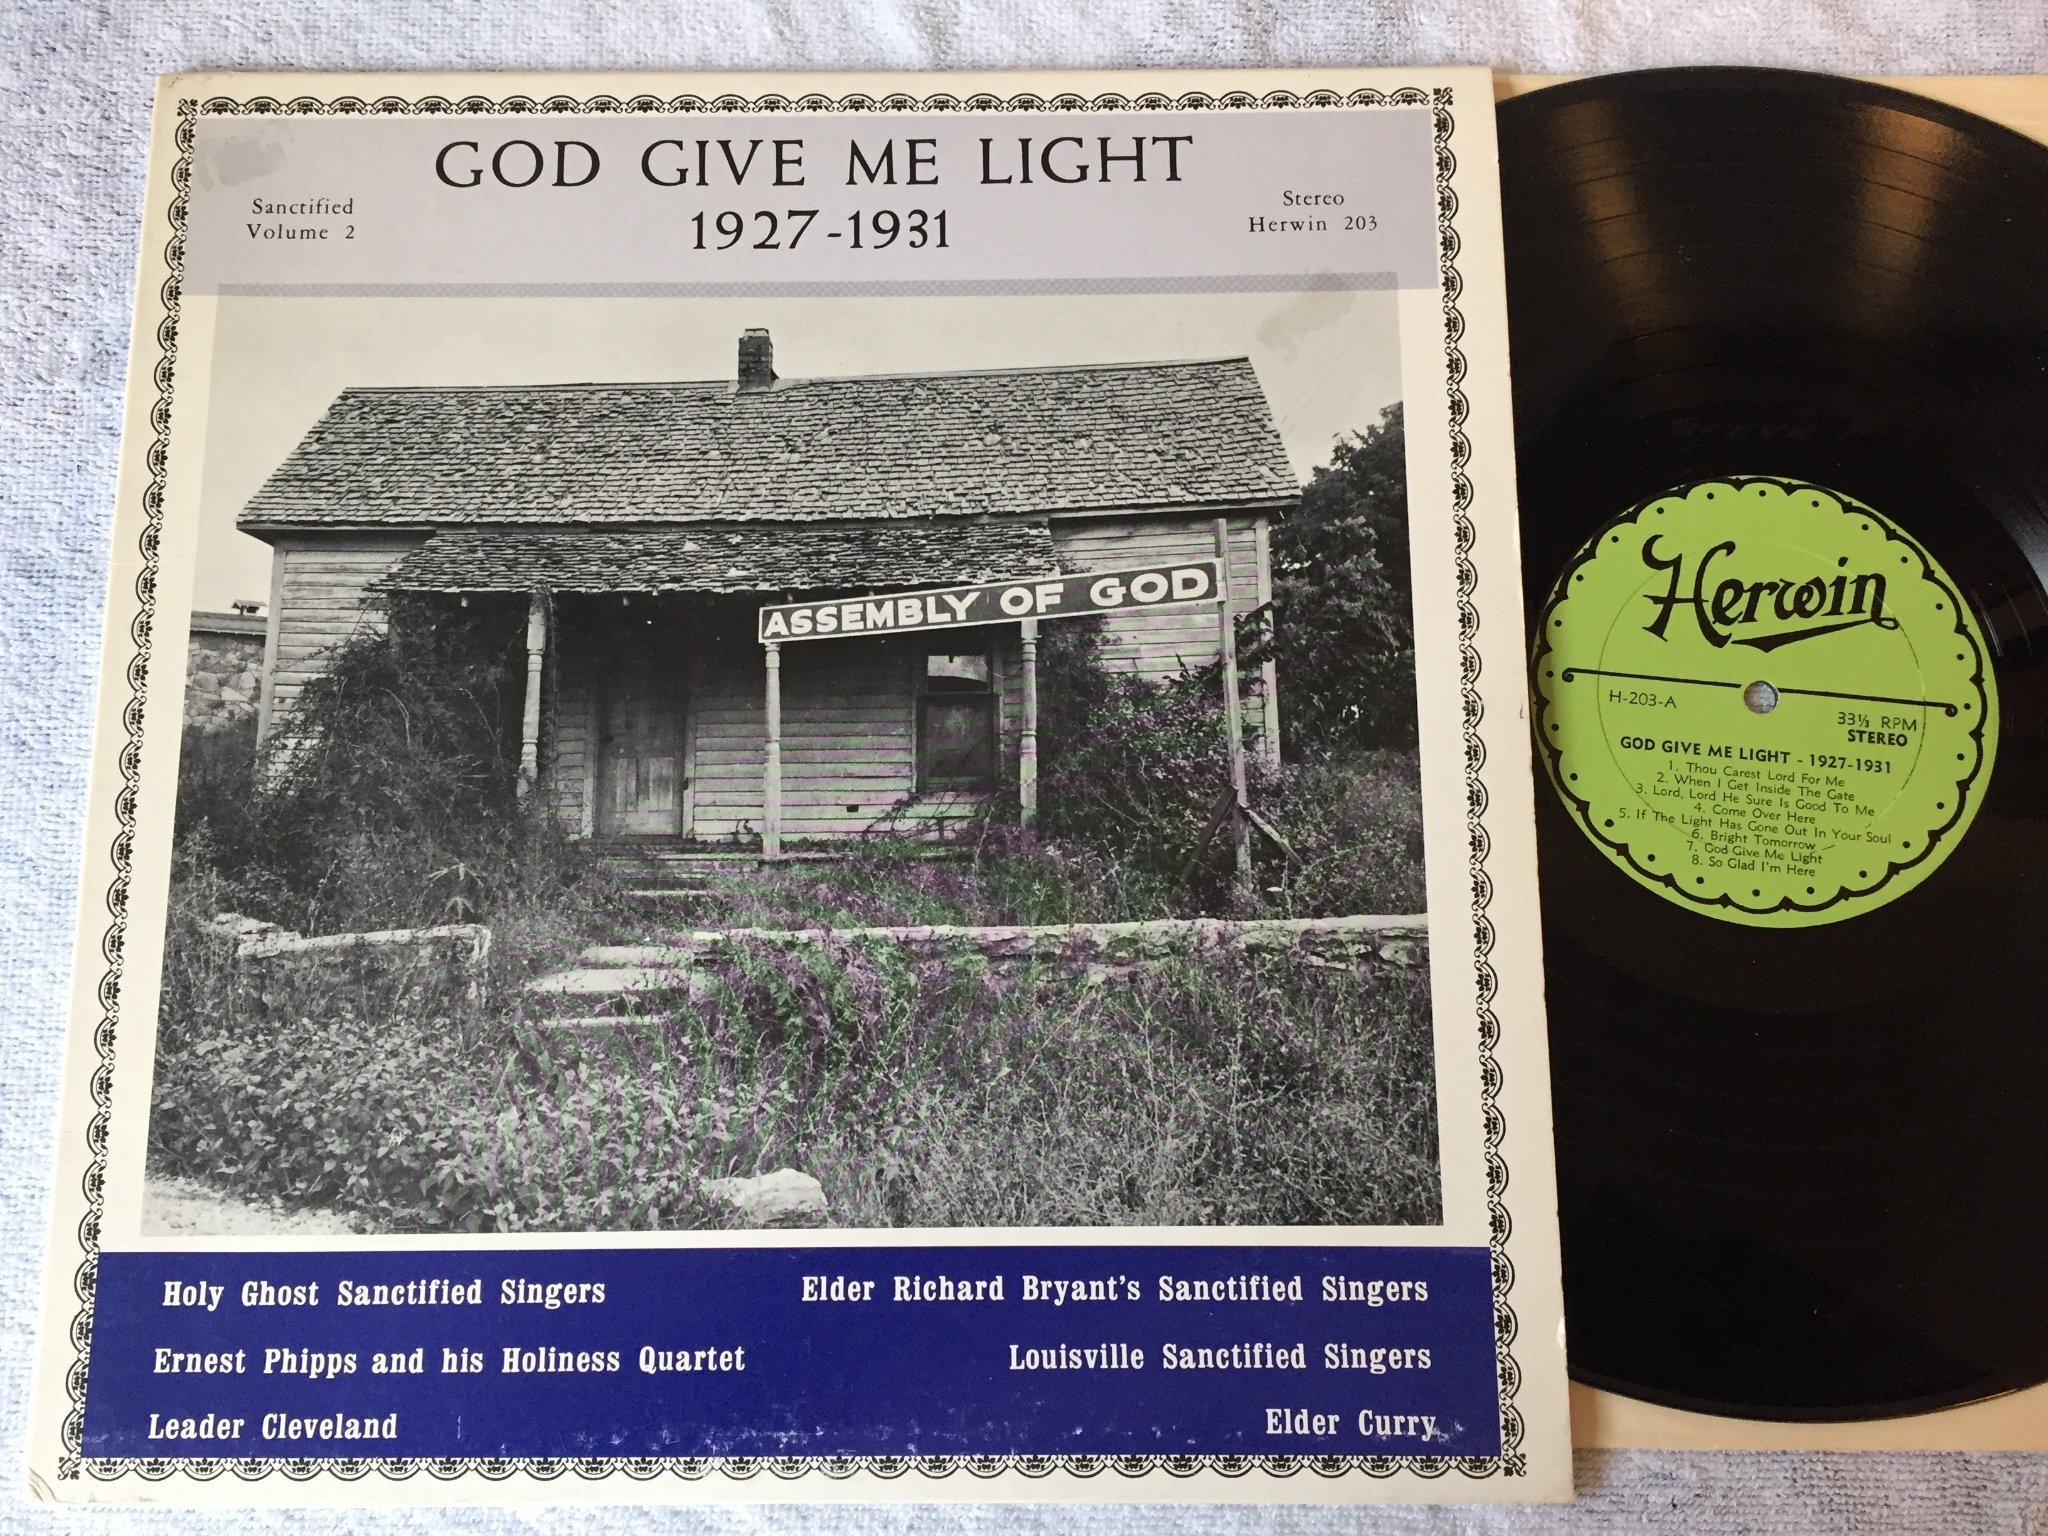 GOD GIVE ME LIGHT
1927-1931
Sanctified
Volume 2
Stereo
Herwin 203
ASSEMBLY OF GOD
Holy Ghost Sanctified Singers
Elder Richard Bryant's Sanctified Singers
Ernest Phipps and his Holiness Quartet
Louisville Sanctified Singers
Leader Cleveland
Elder Curry
Herwin
H-203-A
33⅓ RPM
STEREO
GOD GIVE ME LIGHT - 1927-1931
1. Thou Carest Lord For Me
2. When I Get Inside The Gate
3. Lord, Lord He Sure Is Good To Me
4. Come Over Here
5. If The Light Has Gone Out In Your Soul
6. Bright Tomorrow
7. God Give Me Light
8. So Glad I'm Here